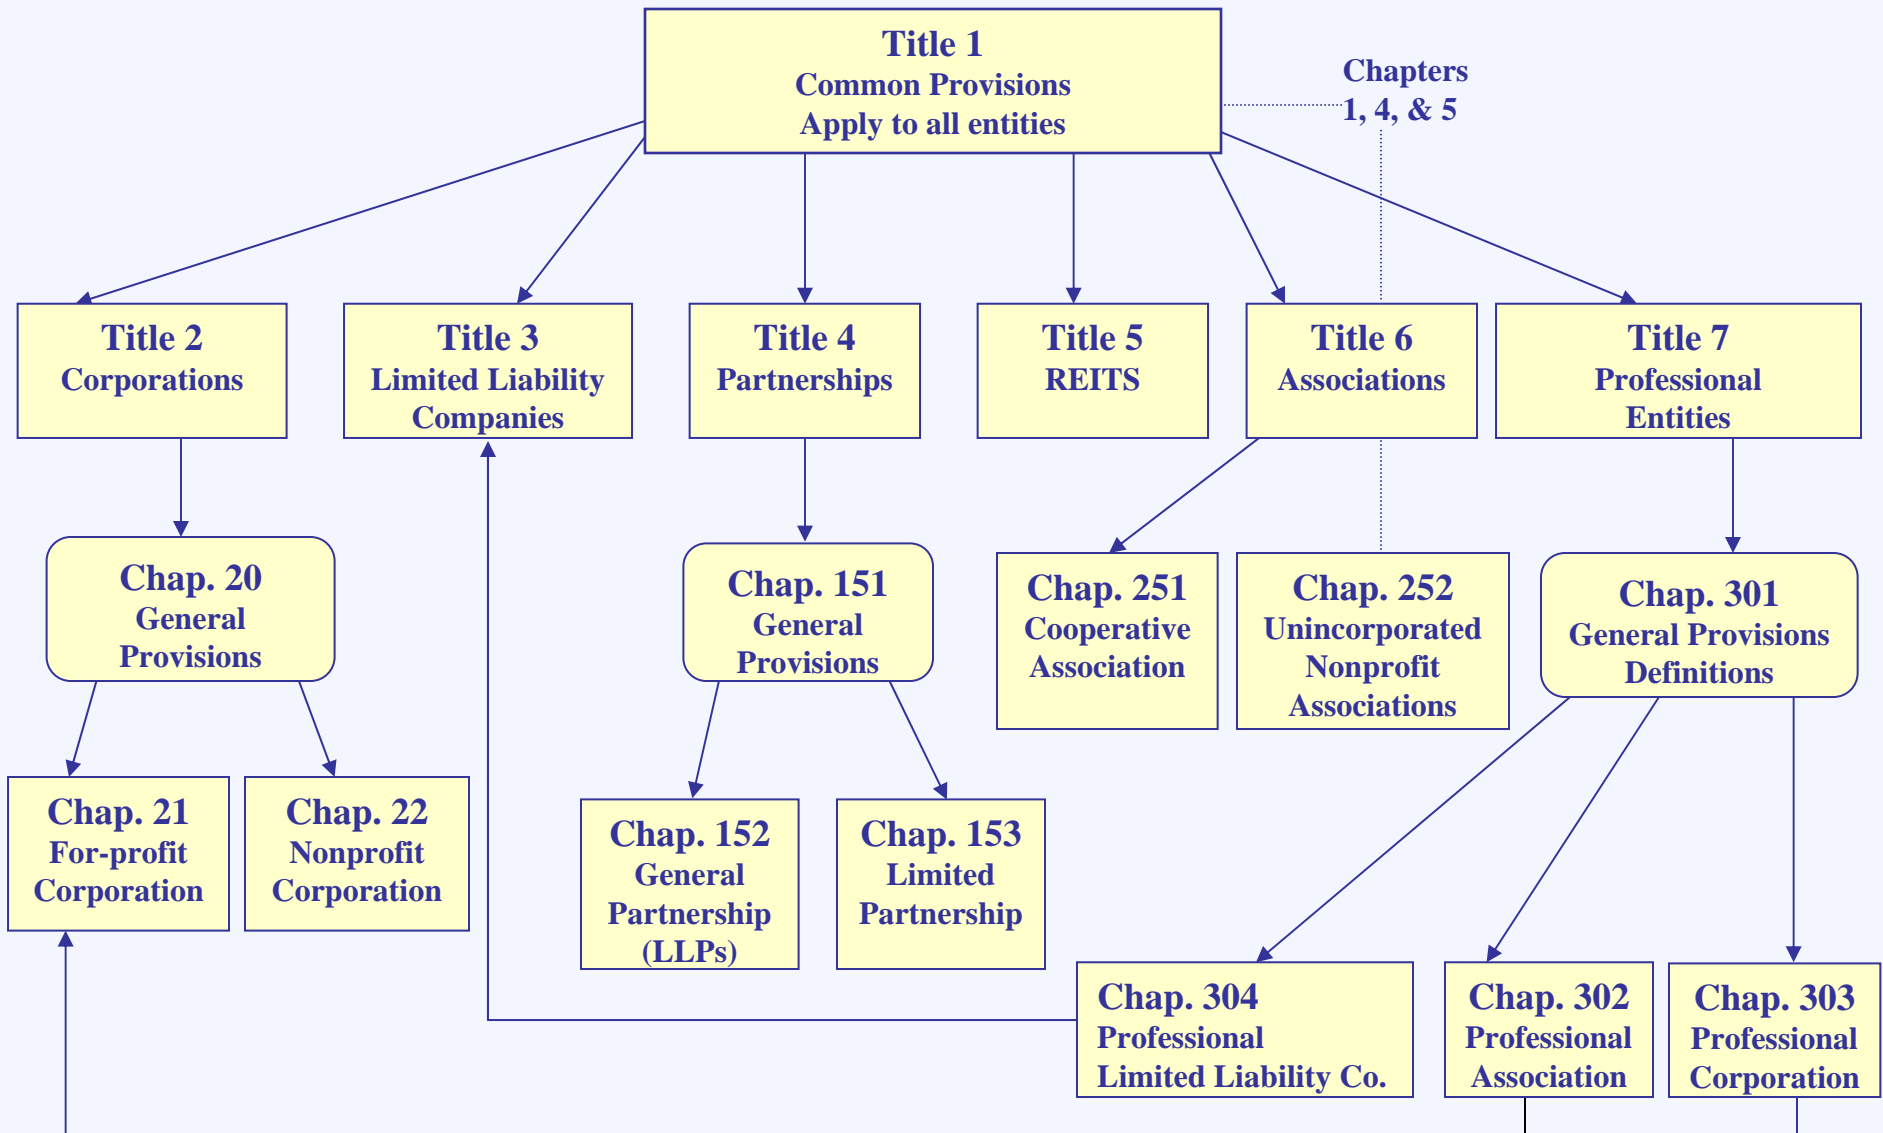 Title 1
Common Provisions
Apply to all entities
Chapters
1, 4, & 5
Title 2
Corporations
Title 3
Limited Liability
Companies
Title 4
Partnerships
Title 5
REITS
Title 6
Associations
Title 7
Professional
Entities
Chap. 20
General
Provisions
Chap. 151
General
Provisions
Chap. 251
Cooperative
Association
Chap. 252
Unincorporated
Nonprofit
Associations
Chap. 301
General Provisions
Definitions
Chap. 21
For-profit
Corporation
Chap. 22
Nonprofit
Corporation
Chap. 152
General
Partnership
(LLPs)
Chap. 153
Limited
Partnership
Chap. 304
Professional
Limited Liability Co.
Chap. 302
Professional
Association
Chap. 303
Professional
Corporation